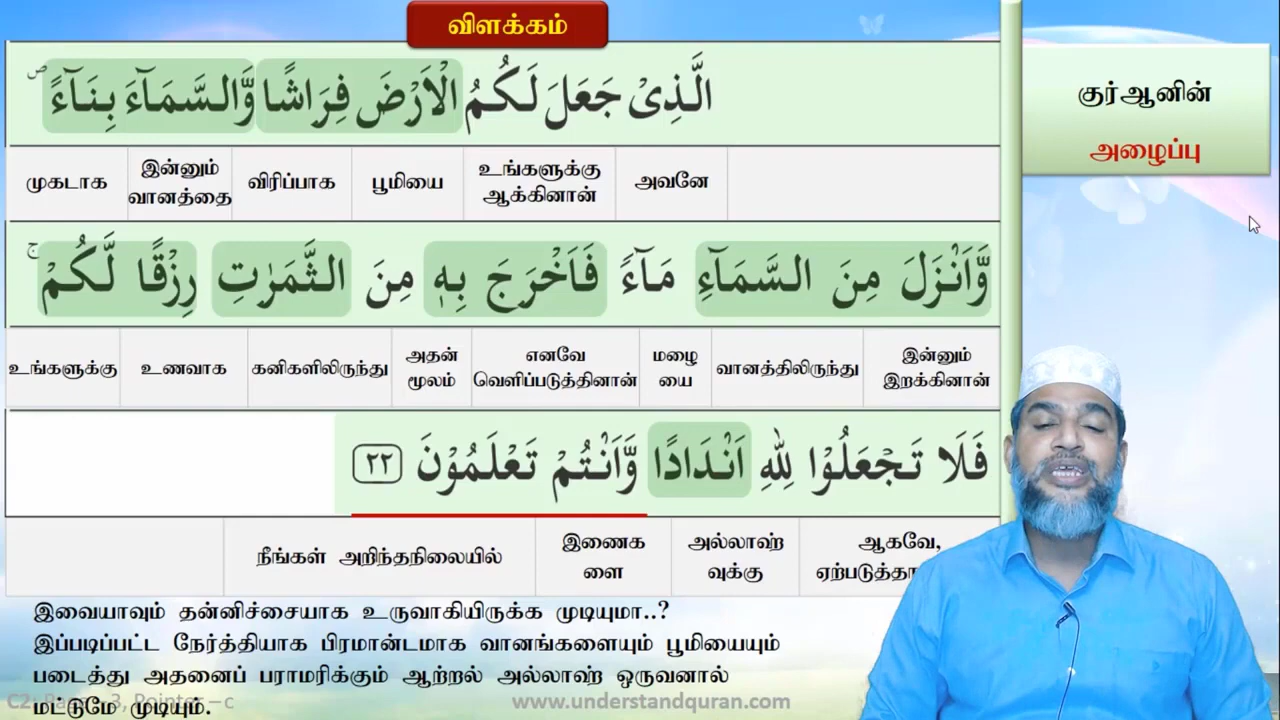 விளக்கம்
குர்ஆனின்
அழைப்பு
الَّذِىْ جَعَلَ لَكُمُ الْاَرْضَ فِرَاشًا وَّالسَّمَآءَ بِنَآءً ۖ
அவனே உங்களுக்கு ஆக்கினான் பூமியை விரிப்பாக இன்னும் வானத்தை முகடாக
وَّاَنْزَلَ مِنَ السَّمَآءِ مَآءً فَاَخْرَجَ بِهٖ مِنَ الثَّمَرٰتِ رِزْقًا لَّكُمْ ۚ
இன்னும் இறக்கினான் வானத்திலிருந்து மழை யை எனவே வெளிப்படுத்தினான் அதன் மூலம் கனிகளிலிருந்து உணவாக உங்களுக்கு
فَلَا تَجْعَلُوْا لِلّٰهِ اَنْدَادًا وَّاَنْتُمْ تَعْلَمُوْنَ ٢٢
ஆகவே, அல்லாஹ் வுக்கு இணைக ளை நீங்கள் அறிந்தநிலையில்
இவையாவும் தன்னிச்சையாக உருவாகியிருக்க முடியுமா..?
இப்படிப்பட்ட நேர்த்தியாக பிரமான்டமாக வானங்களையும் பூமியையும்
படைத்து அதனைப் பராமரிக்கும் ஆற்றல் அல்லாஹ் ஒருவனால்
மட்டுமே முடியும்.
www.understandquran.com